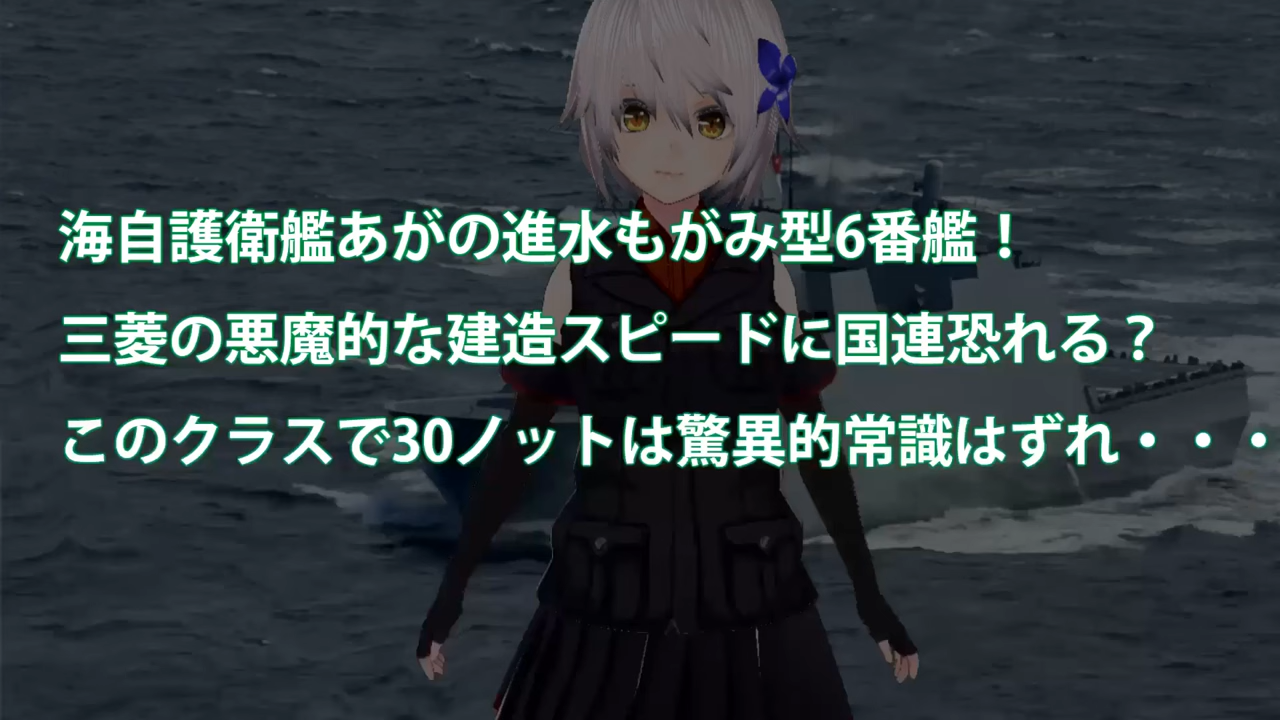 海自護衛艦あがの進水もがみ型6番艦！
三菱の悪魔的な建造スピードに国連恐れる？
このクラスで30ノットは驚異的常識はずれ・・・